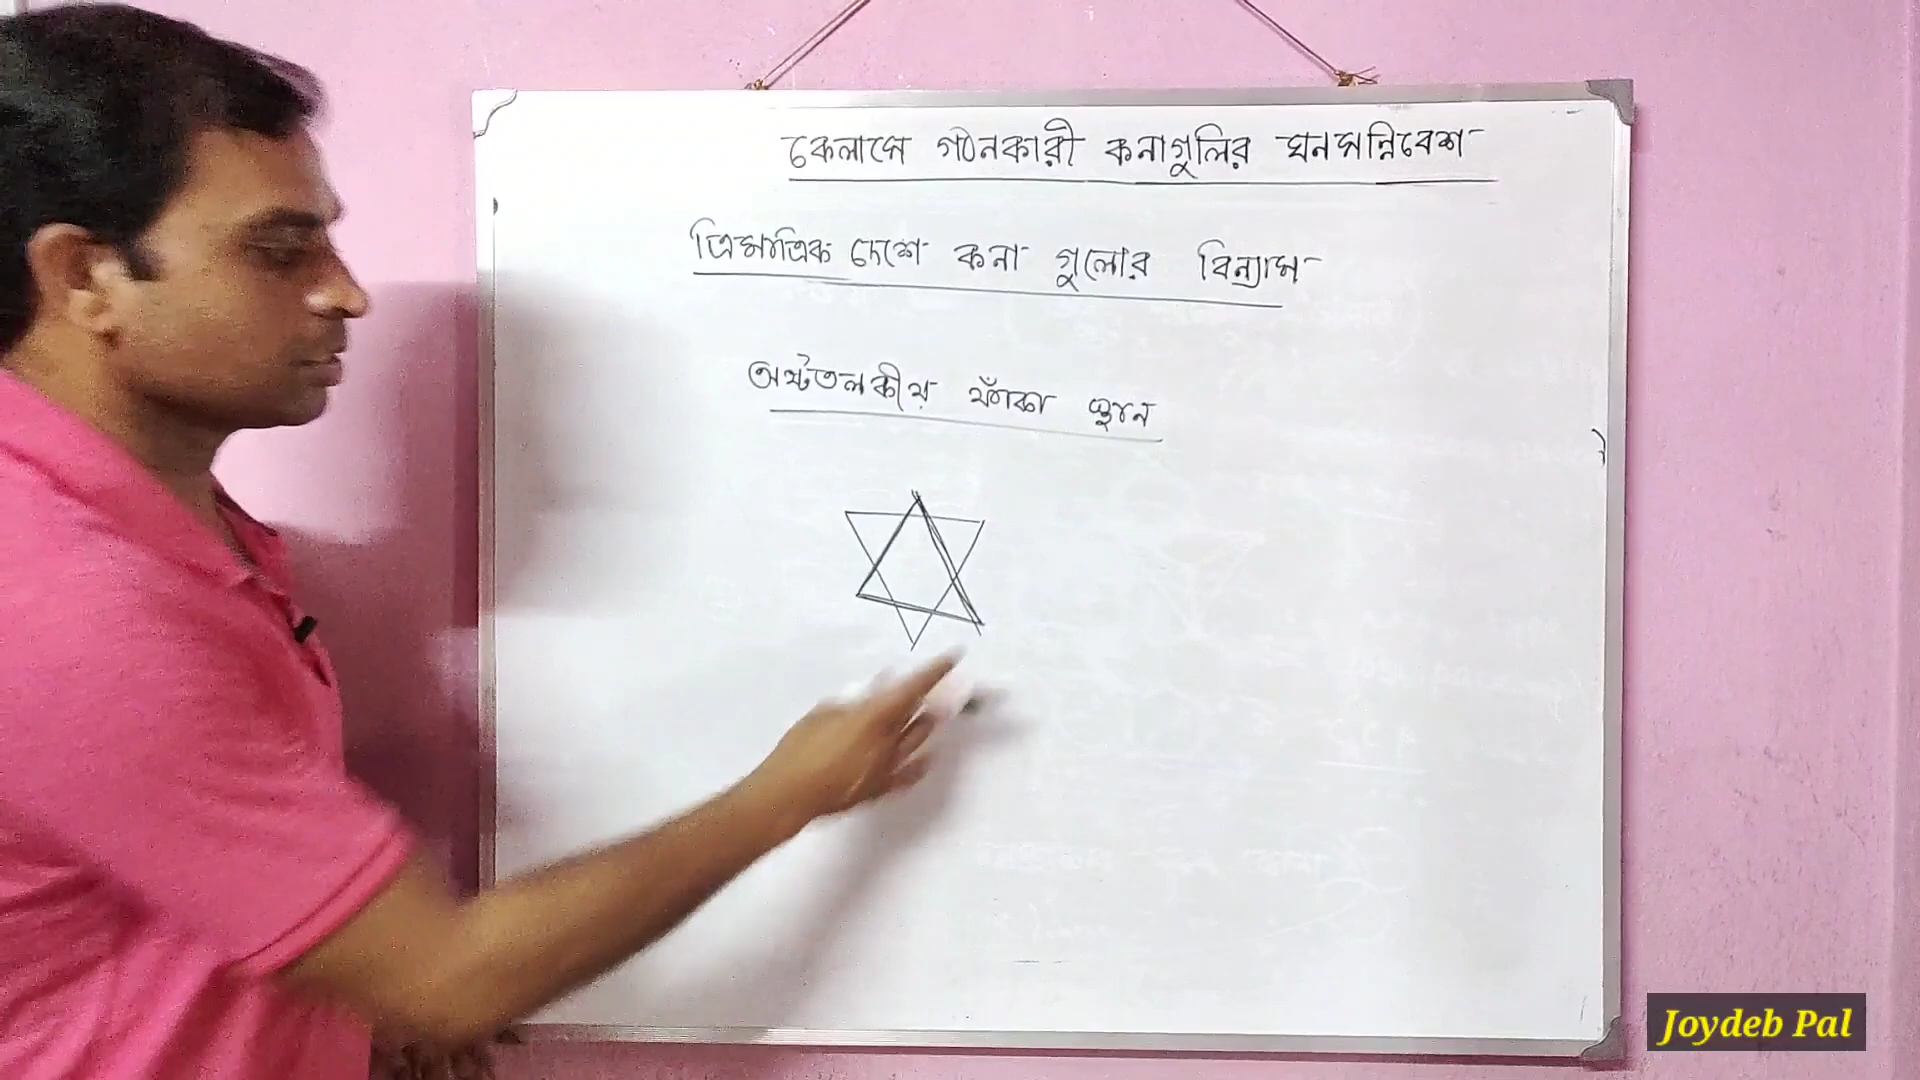 কেলাসে গঠনকারী কনাগুলির ঘনসন্নিবেশ
ত্রিমাত্রিক দেশে কনা গুলোর বিন্যাস
অষ্টতলকীয় ফাঁকা স্থান
Joydeb Pal